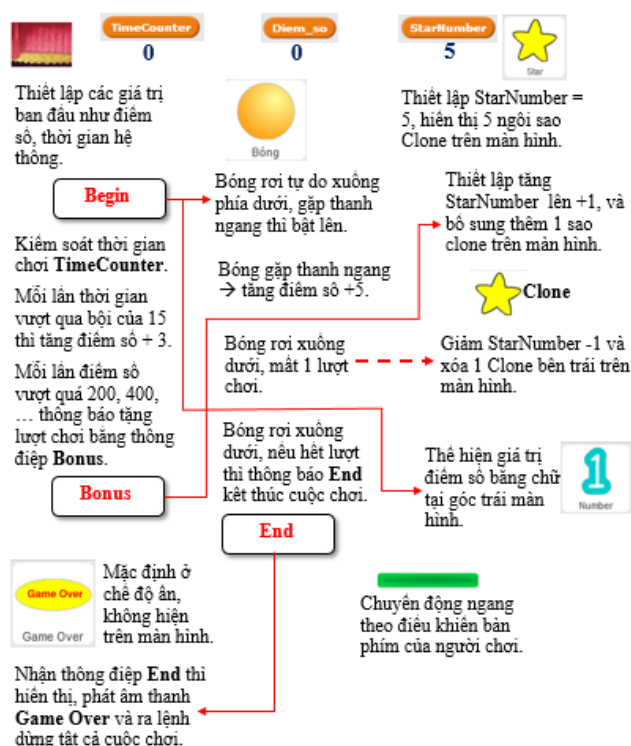 TimeCounter
0
Diem_so
0
StarNumber
5
Star
Thiết lập các giá trị
ban đầu như điểm
số, thời gian hệ
thông.
Bóng
Thiết lập StarNumber =
5, hiển thị 5 ngôi sao
Clone trên màn hình.
Begin
Bóng rơi tự do xuống
phía dưới, gặp thanh
ngang thì bật lên.
Thiết lập tăng
StarNumber lên +1, và
bổ sung thêm 1 sao
clone trên màn hình.
Kiểm soát thời gian
chơi TimeCounter.
Bóng gặp thanh ngang
→ tăng điểm số +5.
Clone
Mỗi lần thời gian
vượt qua bội của 15
thì tăng điểm số + 3.
Bóng rơi xuống
dưới, mất 1 lượt
chơi.
Giảm StarNumber -1 và
xóa 1 Clone bên trái trên
màn hình.
Mỗi lần điểm số
vượt quá 200, 400,
… thông báo tặng
lượt chơi bằng thông
điệp Bonus.
Bóng rơi xuống
dưới, nếu hết lượt
thì thông báo End
kết thúc cuộc chơi.
Thể hiện giá trị
điểm số bằng chữ
tại góc trái màn
hình.
1
Number
Bonus
End
Game Over
Game Over
Mặc định ở
chế độ ẩn,
không hiện
trên màn hình.
Chuyển động ngang
theo điều khiển bàn
phím của người chơi.
Nhận thông điệp End thì
hiển thị, phát âm thanh
Game Over và ra lệnh
dừng tất cả cuộc chơi.